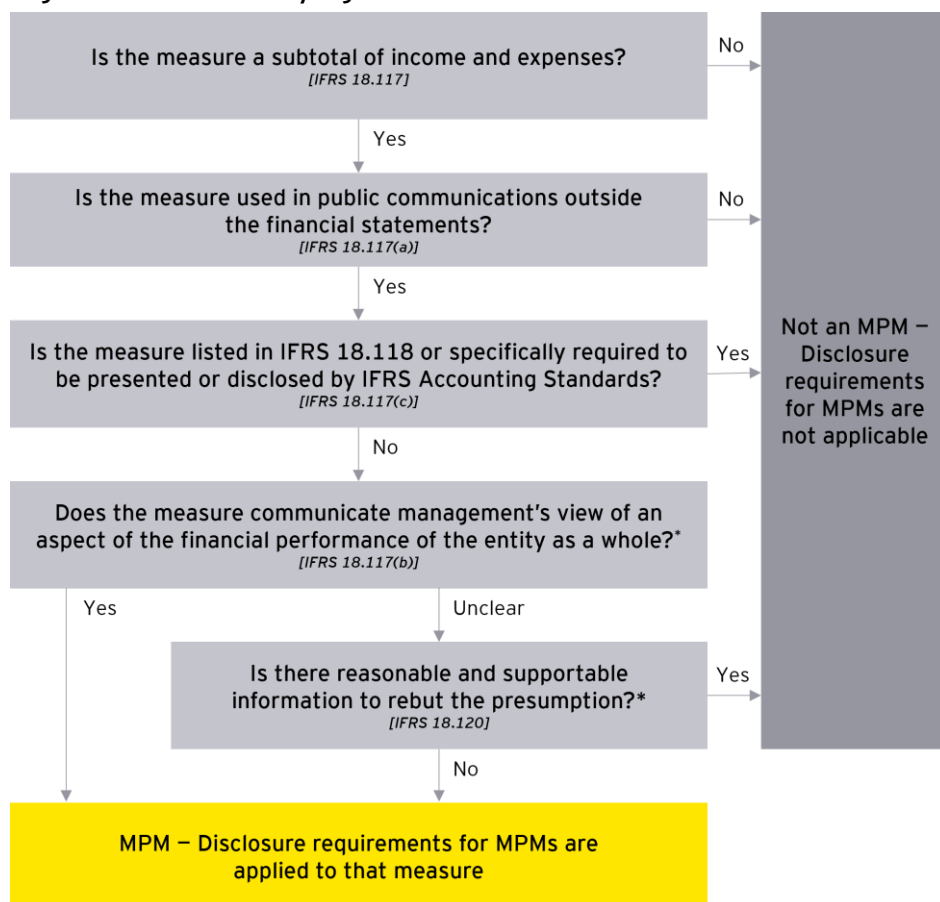 Is the measure a subtotal of income and expenses?
[IFRS 18.117]
No
Yes
Is the measure used in public communications outside
the financial statements?
[IFRS 18.117(a)]
No
Yes
Is the measure listed in IFRS 18.118 or specifically required to
be presented or disclosed by IFRS Accounting Standards?
[IFRS 18.117(c)]
Yes
Not an MPM –
Disclosure
requirements
for MPMs are
not applicable
No
Does the measure communicate management's view of an
aspect of the financial performance of the entity as a whole?*
[IFRS 18.117(b)]
Yes
Unclear
Is there reasonable and supportable
information to rebut the presumption?*
[IFRS 18.120]
Yes
No
MPM – Disclosure requirements for MPMs are
applied to that measure